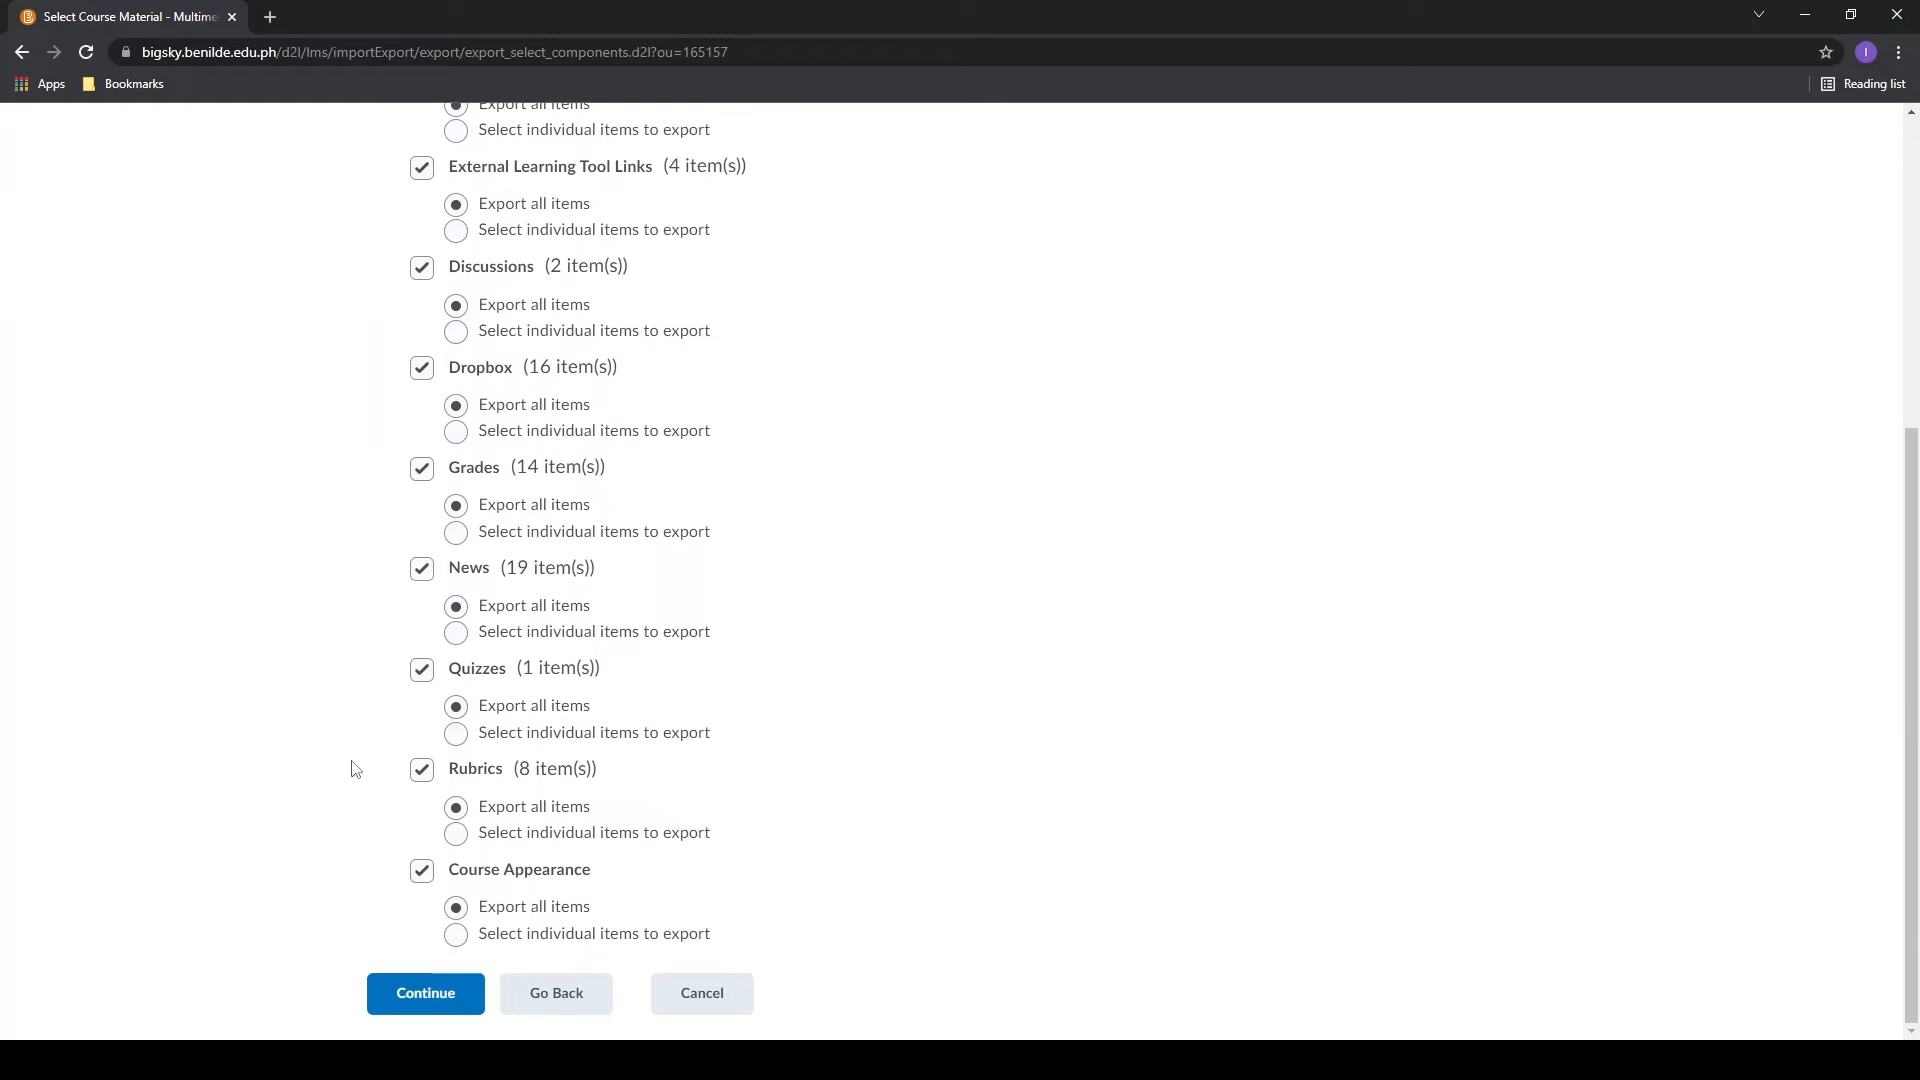 Select Course Material - Multime
bigsky.benilde.edu.ph/d2l/lms/importExport/export/export_select_components.d2l?ou=165157
I
Apps
Bookmarks
Reading list
Export all items
Select individual items to export
External Learning Tool Links (4 item(s))
Export all items
Select individual items to export
Discussions (2 item(s))
Export all items
Select individual items to export
Dropbox (16 item(s))
Export all items
Select individual items to export
Grades (14 item(s))
Export all items
Select individual items to export
News (19 item(s))
Export all items
Select individual items to export
Quizzes (1 item(s))
Export all items
Select individual items to export
Rubrics (8 item(s))
Export all items
Select individual items to export
Course Appearance
Export all items
Select individual items to export
Continue
Go Back
Cancel